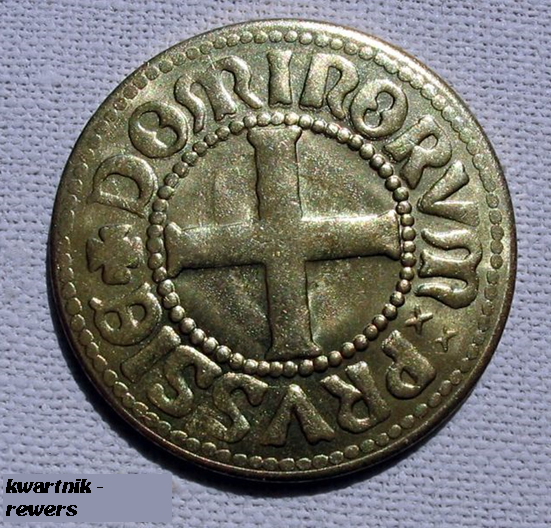 ✠ DOMINORVM ×× PRVSSIE
kwartnik -
rewers